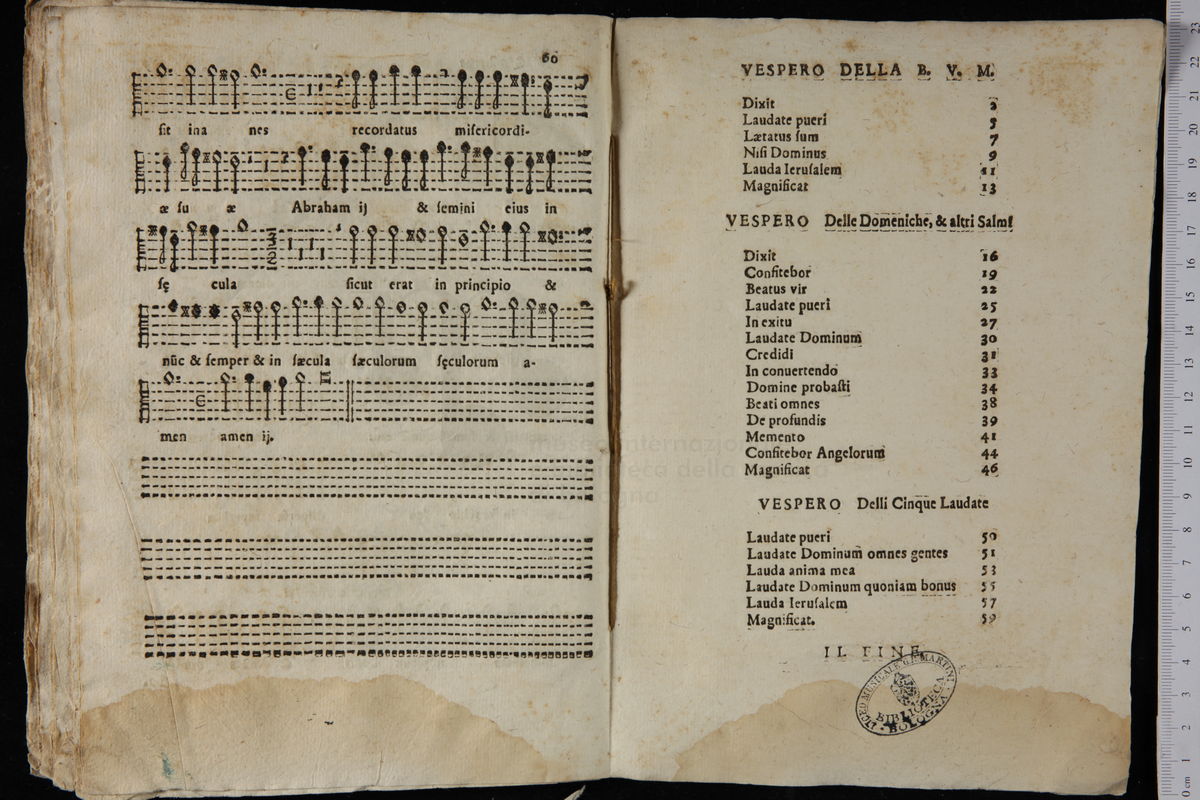 60
ſit ina nes recordatus miſericordi-
æ ſu æ Abraham ij & ſemini eius in
ſę cula ſicut erat in principio &
nũc & ſemper & in ſæcula ſæculorum ſęculorum a-
men amen ij.
VESPERO DELLA B. V. M.
Dixit 2
Laudate pueri 5
Lætatus ſum 7
Niſi Dominus 9
Lauda Ieruſalem 11
Magnificat 13
VESPERO Delle Domeniche, & altri Salmi
Dixit 16
Confitebor 19
Beatus vir 22
Laudate pueri 25
In exitu 27
Laudate Dominum 30
Credidi 31
In conuertendo 33
Domine probaſti 34
Beati omnes 38
De profundis 39
Memento 41
Confitebor Angelorum 44
Magnificat 46
VESPERO Delli Cinque Laudate
Laudate pueri 50
Laudate Dominum omnes gentes 51
Lauda anima mea 53
Laudate Dominum quoniam bonus 55
Lauda Ieruſalem 57
Magnificat. 59
IL FINE
LICEO MUSICALE G.B. MARTINI
BIBLIOTECA
BOLOGNA